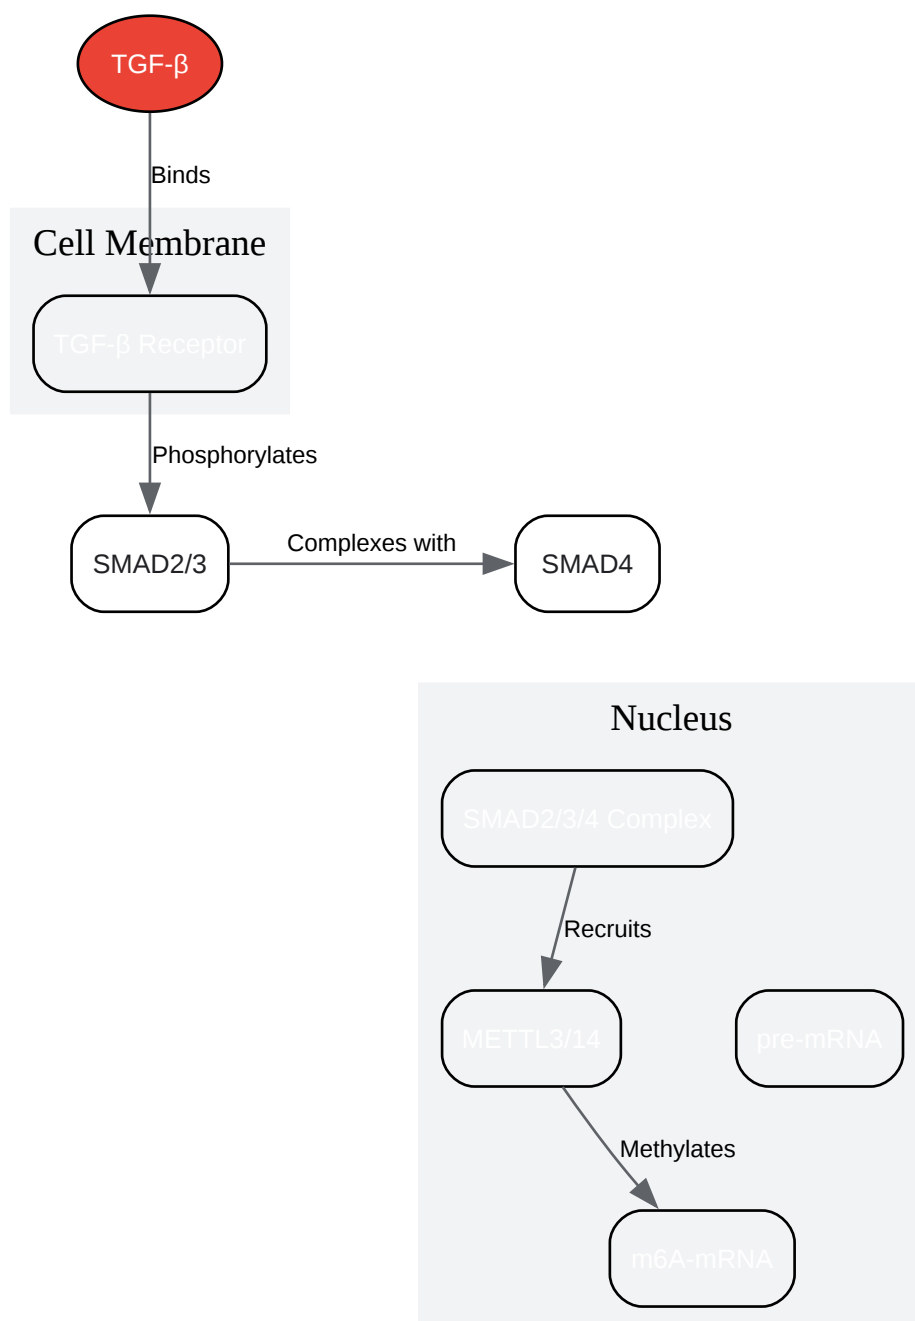 TGF-β
Binds
Cell Membrane
TGF-β Receptor
Phosphorylates
SMAD2/3
Complexes with
SMAD4
Nucleus
SMAD2/3/4 Complex
Recruits
METTL3/14
pre-mRNA
Methylates
m6A-mRNA